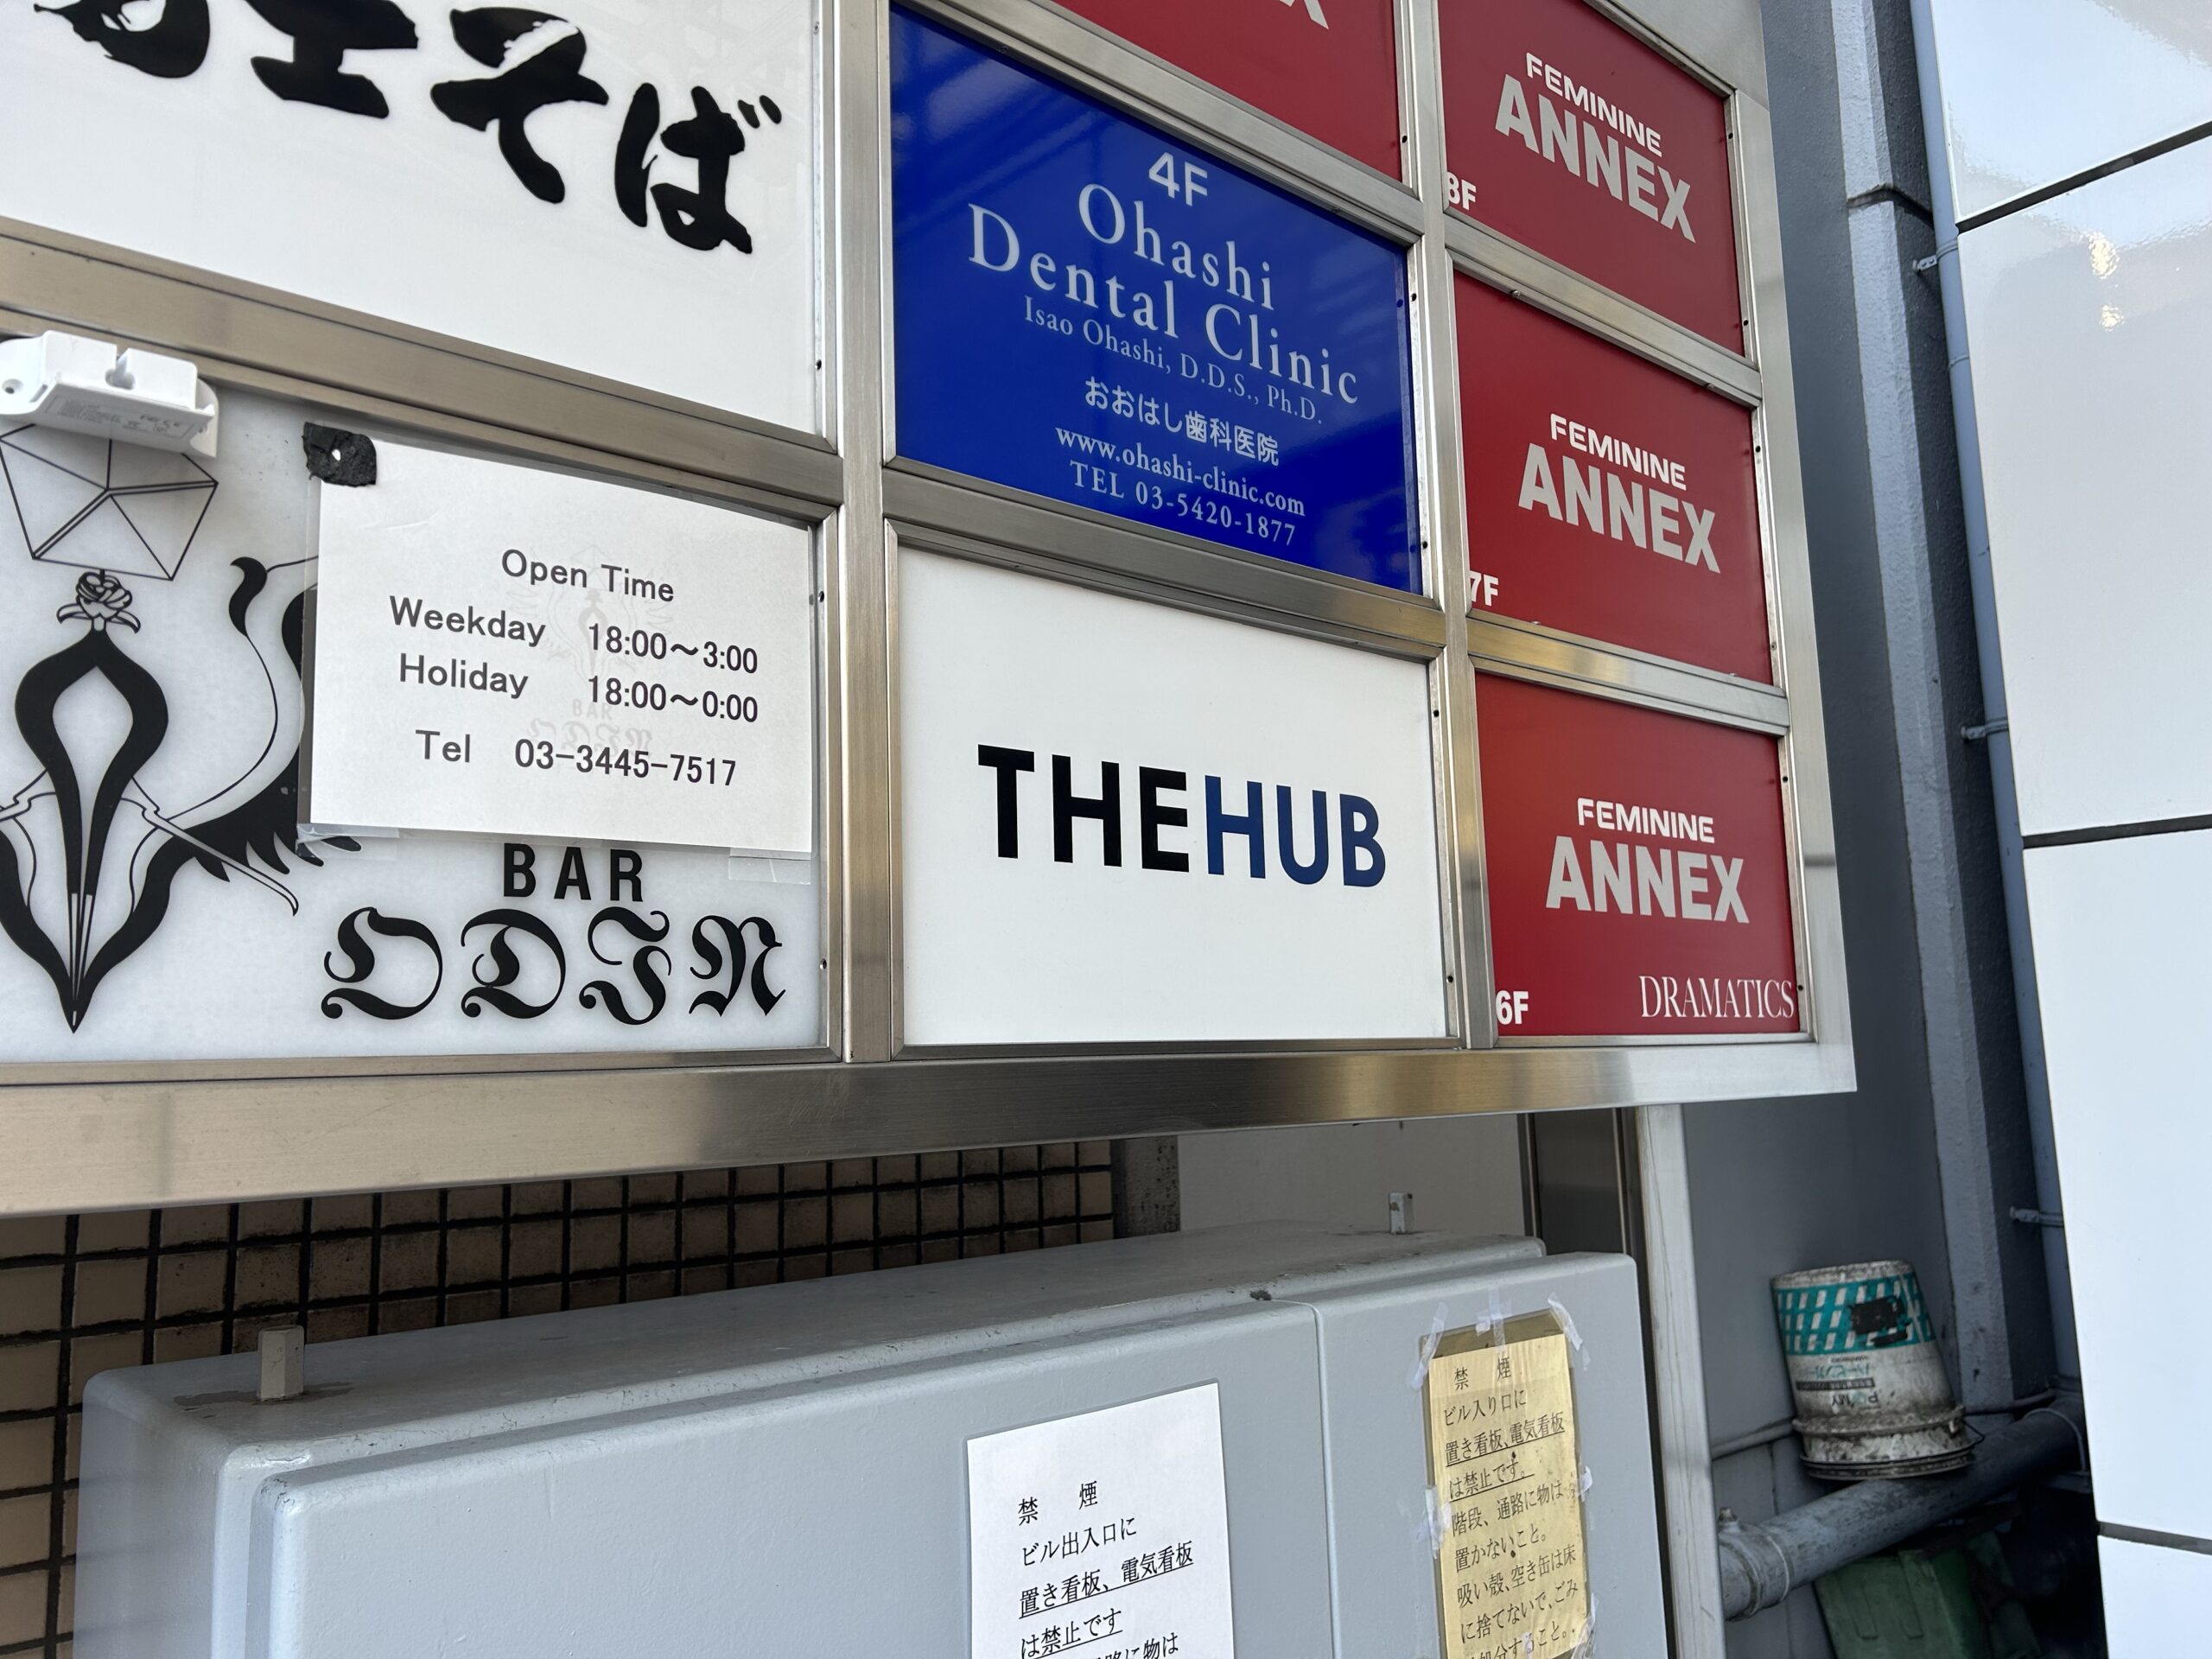 士そば
4F
Ohashi
Dental Clinic
Isao Ohashi, D.D.S., Ph.D.
おおはし歯科医院
www.ohashi-clinic.com
TEL 03-5420-1877
FEMININE
ANNEX
8F
FEMININE
ANNEX
7F
Open Time
Weekday 18:00～3:00
Holiday 18:00～0:00
Tel 03-3445-7517
BAR
ODIN
THEHUB
FEMININE
ANNEX
6F
DRAMATICS
禁 煙
ビル出入口に
置き看板、電気看板
は禁止です
禁 煙
ビル入り口に
置き看板、電気看板
は禁止です。
階段、通路に物は
置かないこと。
吸い殻、空き缶は床
に捨てないで、ごみ